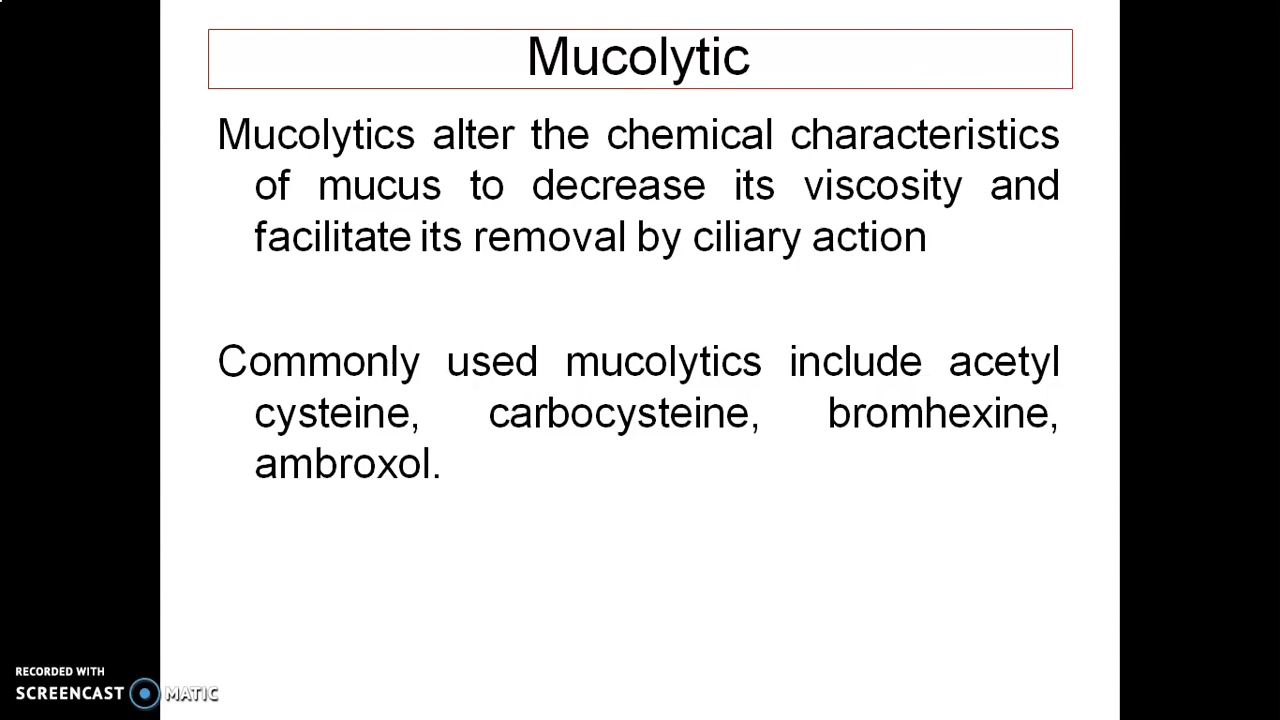 Mucolytic
Mucolytics alter the chemical characteristics
of mucus to decrease its viscosity and
facilitate its removal by ciliary action
Commonly used mucolytics include acetyl
cysteine, carbocysteine, bromhexine,
ambroxol.
RECORDED WITH
SCREENCAST MATIC